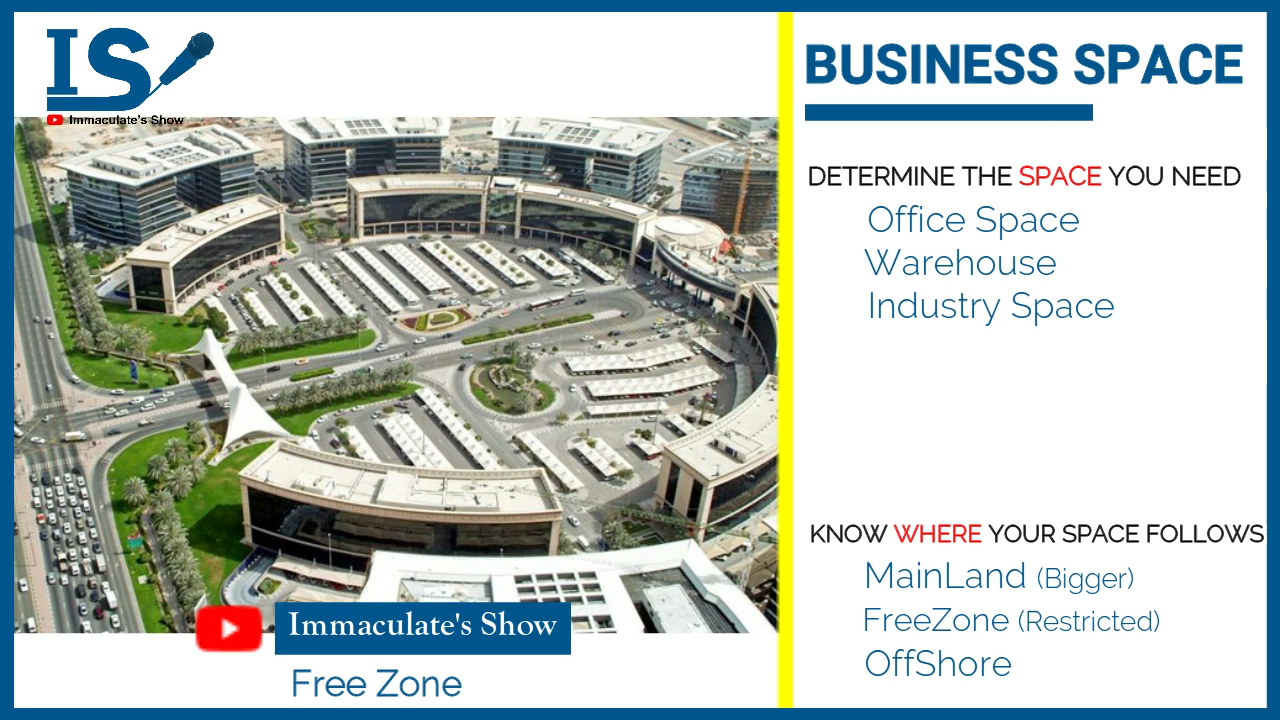 IS
Immaculate's Show
Immaculate's Show
Free Zone
BUSINESS SPACE
DETERMINE THE SPACE YOU NEED
Office Space
Warehouse
Industry Space
KNOW WHERE YOUR SPACE FOLLOWS
MainLand (Bigger)
FreeZone (Restricted)
OffShore